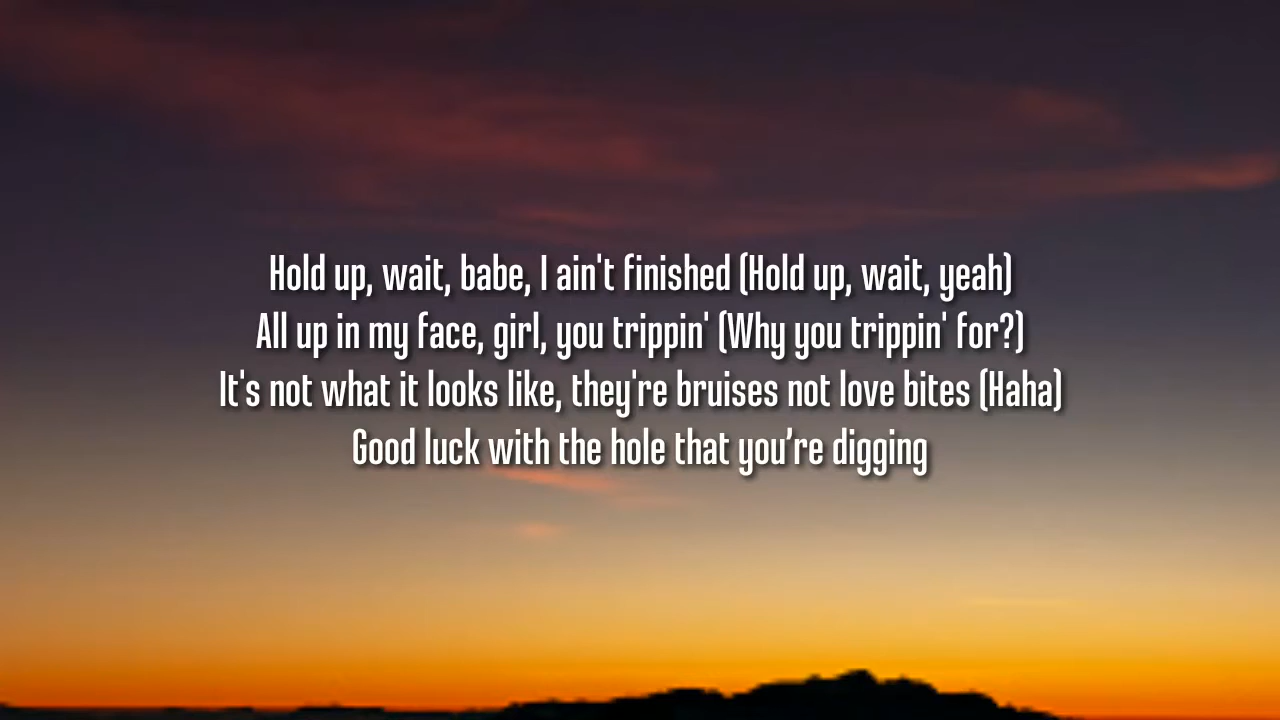 Hold up, wait, babe, I ain't finished (Hold up, wait, yeah)
All up in my face, girl, you trippin' (Why you trippin' for?)
It's not what it looks like, they're bruises not love bites (Haha)
Good luck with the hole that you’re digging